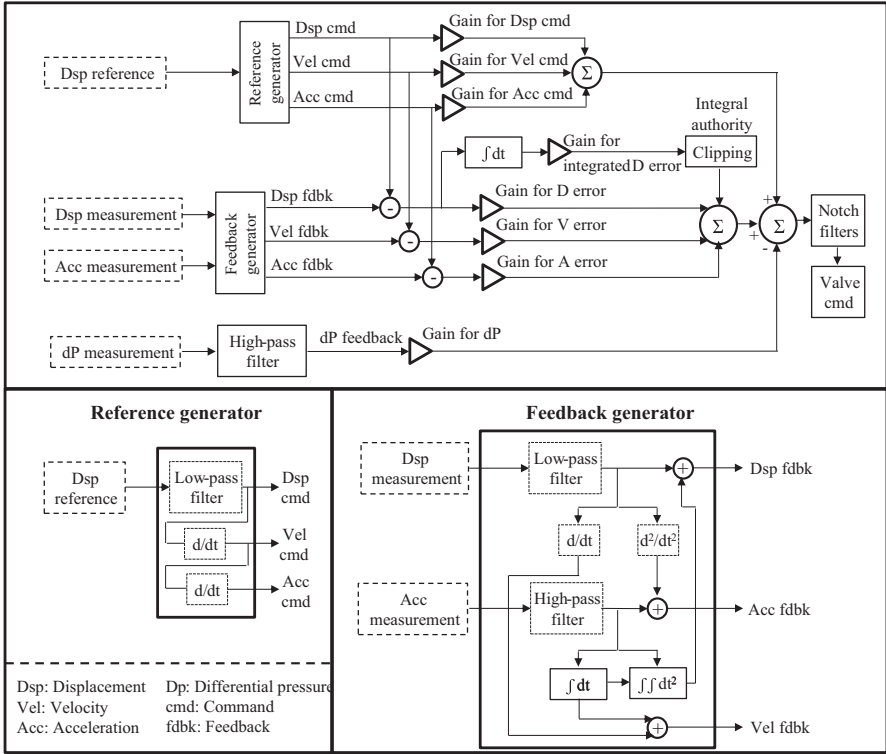 Dsp cmd
Gain for Dsp cmd
Vel cmd
Gain for Vel cmd
Dsp reference
Reference
generator
Σ
Acc cmd
Gain for Acc cmd
Integral
authority
∫dt
Gain for
integrated D error
Clipping
Dsp measurement
Dsp fdbk
-
Gain for D error
+
Notch
filters
Feedback
generator
Vel fdbk
-
Gain for V error
Σ
+
Σ
-
Acc measurement
Acc fdbk
-
Gain for A error
Valve
cmd
dP measurement
High-pass
filter
dP feedback
Gain for dP
Reference generator
Dsp
reference
Low-pass
filter
Dsp
cmd
d/dt
Vel
cmd
d/dt
Acc
cmd
Dsp: Displacement
Dp: Differential pressure
Vel: Velocity
cmd: Command
Acc: Acceleration
fdbk: Feedback
Feedback generator
Dsp
measurement
Low-pass
filter
+
Dsp fdbk
d/dt
d²/dt²
Acc
measurement
High-pass
filter
+
Acc fdbk
∫dt
∫∫dt²
+
Vel fdbk